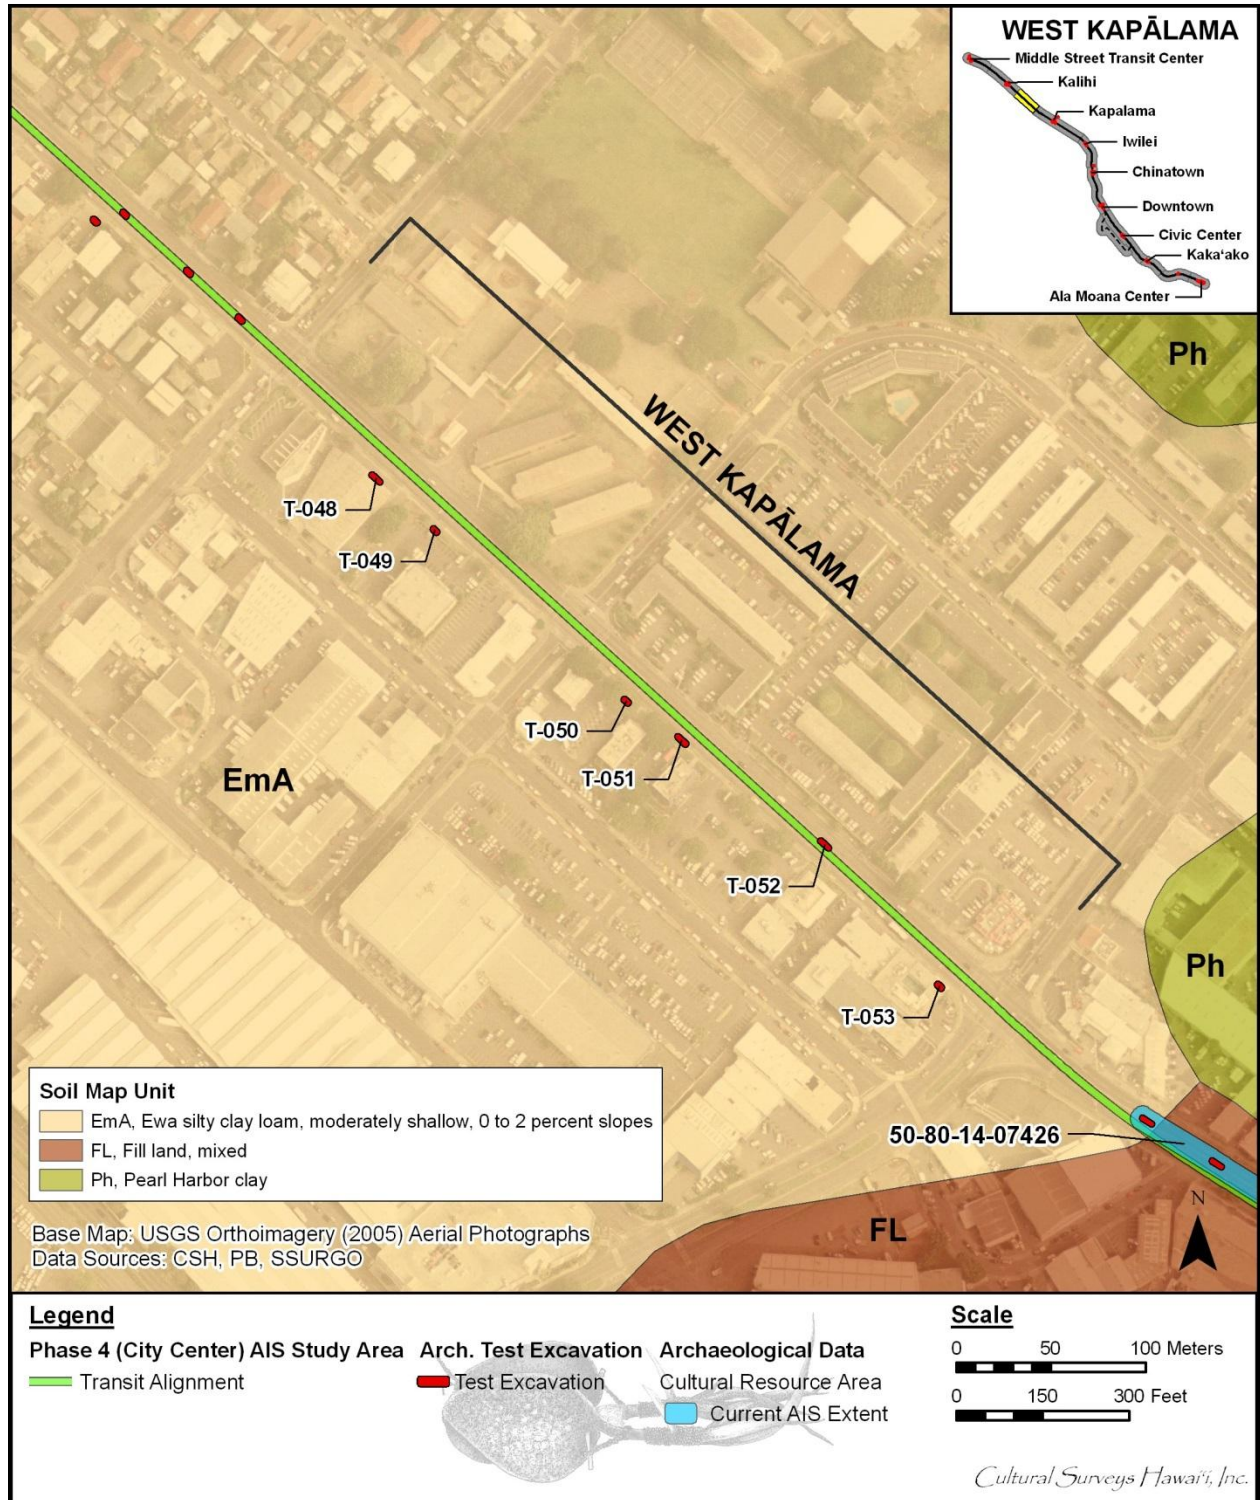 WEST KAPĀLAMA
Middle Street Transit Center
Kalihi
Kapalama
Iwilei
Chinatown
Downtown
Civic Center
Kaka'ako
Ala Moana Center
Ph
WEST KAPĀLAMA
T-048
T-049
T-050
T-051
EmA
T-052
Ph
T-053
50-80-14-07426
Soil Map Unit
EmA, Ewa silty clay loam, moderately shallow, 0 to 2 percent slopes
FL, Fill land, mixed
Ph, Pearl Harbor clay
N
FL
Base Map: USGS Orthoimagery (2005) Aerial Photographs
Data Sources: CSH, PB, SSURGO
Legend
Phase 4 (City Center) AIS Study Area
Transit Alignment
Arch. Test Excavation
Test Excavation
Archaeological Data
Cultural Resource Area
Current AIS Extent
Scale
0 50 100 Meters
0 150 300 Feet
Cultural Surveys Hawai'i, Inc.